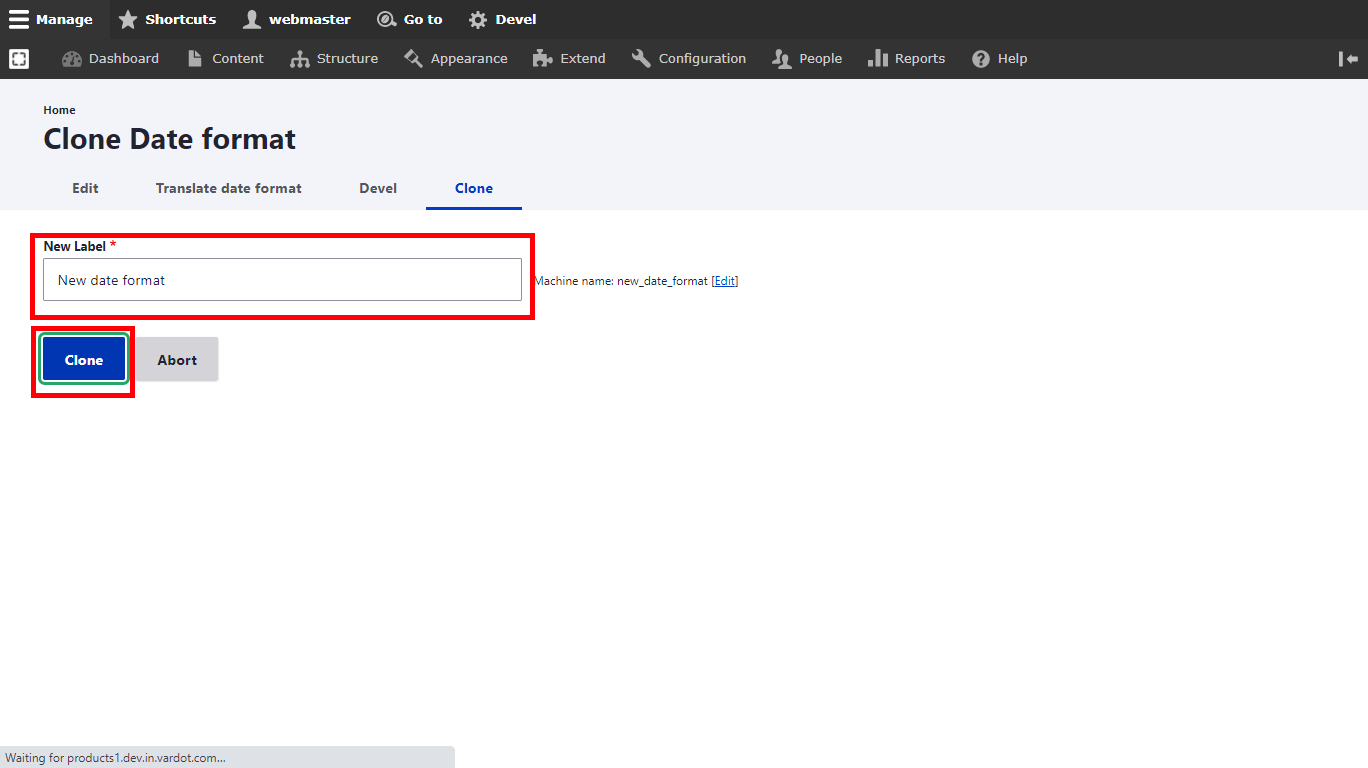 Manage Shortcuts webmaster Go to Devel
Dashboard Content Structure Appearance Extend Configuration People Reports Help
Home
Clone Date format
Edit Translate date format Devel Clone
New Label *
New date format Machine name: new_date_format [Edit]
Clone Abort
Waiting for products1.dev.in.vardot.com...